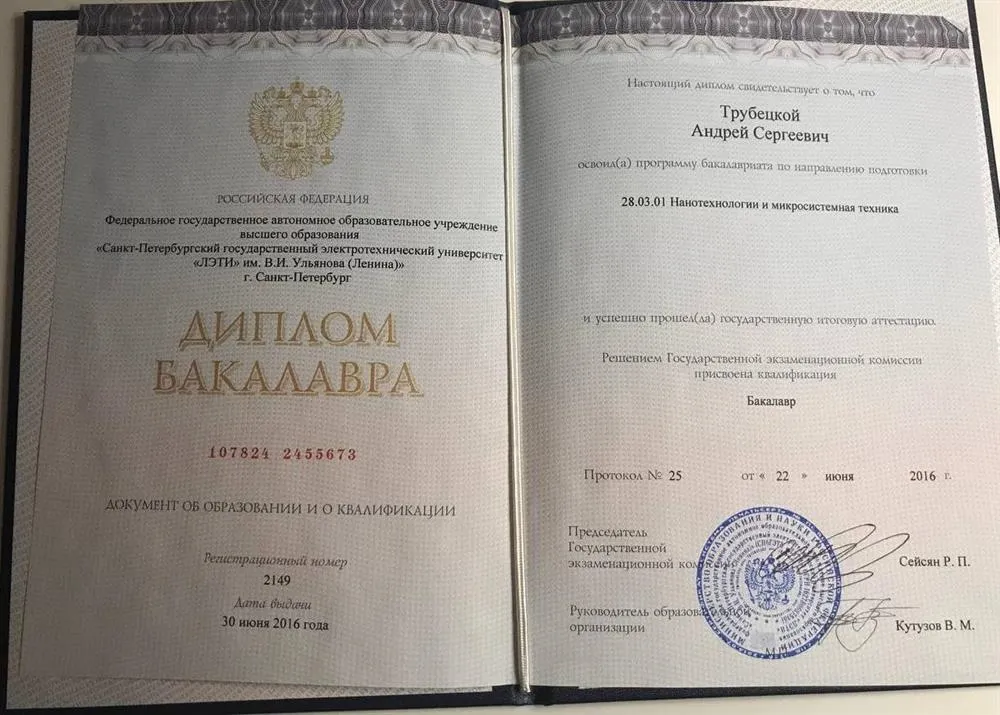 РОССИЙСКАЯ ФЕДЕРАЦИЯ
Федеральное государственное автономное образовательное учреждение
высшего образования
«Санкт-Петербургский государственный электротехнический университет
«ЛЭТИ» им. В.И. Ульянова (Ленина)»
г. Санкт-Петербург
ДИПЛОМ
БАКАЛАВРА
107824 2455673
ДОКУМЕНТ ОБ ОБРАЗОВАНИИ И О КВАЛИФИКАЦИИ
Регистрационный номер
2149
Дата выдачи
30 июня 2016 года
Настоящий диплом свидетельствует о том, что
Трубецкой
Андрей Сергеевич
освоил(а) программу бакалавриата по направлению подготовки
28.03.01 Нанотехнологии и микросистемная техника
и успешно прошел(ла) государственную итоговую аттестацию.
Решением Государственной экзаменационной комиссии
присвоена квалификация
Бакалавр
Протокол № 25 от « 22 » июня 2016 г.
Председатель
Государственной
экзаменационной комиссии Сейсян Р. П.
Руководитель образовательной
организации Кутузов В. М.
М.П.